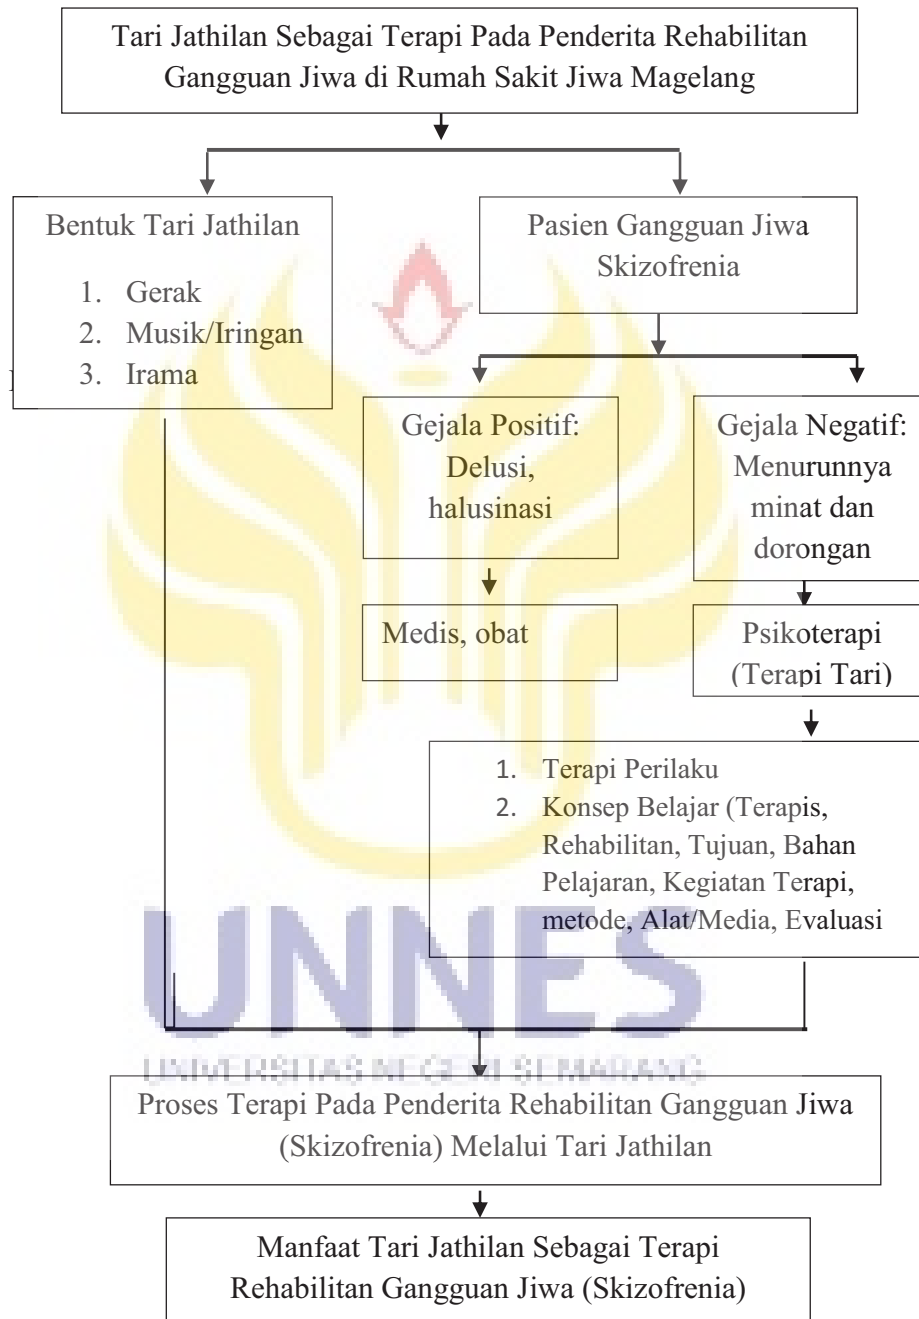 Tari Jathilan Sebagai Terapi Pada Penderita Rehabilitan
Gangguan Jiwa di Rumah Sakit Jiwa Magelang
Bentuk Tari Jathilan
1. Gerak
2. Musik/Iringan
3. Irama
Pasien Gangguan Jiwa
Skizofrenia
Gejala Positif:
Delusi,
halusinasi
Gejala Negatif:
Menurunnya
minat dan
dorongan
Medis, obat
Psikoterapi
(Terapi Tari)
1. Terapi Perilaku
2. Konsep Belajar (Terapis,
Rehabilitan, Tujuan, Bahan
Pelajaran, Kegiatan Terapi,
metode, Alat/Media, Evaluasi
UNNES
UNIVERSITAS NEGERI SEMARANG
Proses Terapi Pada Penderita Rehabilitan Gangguan Jiwa
(Skizofrenia) Melalui Tari Jathilan
Manfaat Tari Jathilan Sebagai Terapi
Rehabilitan Gangguan Jiwa (Skizofrenia)